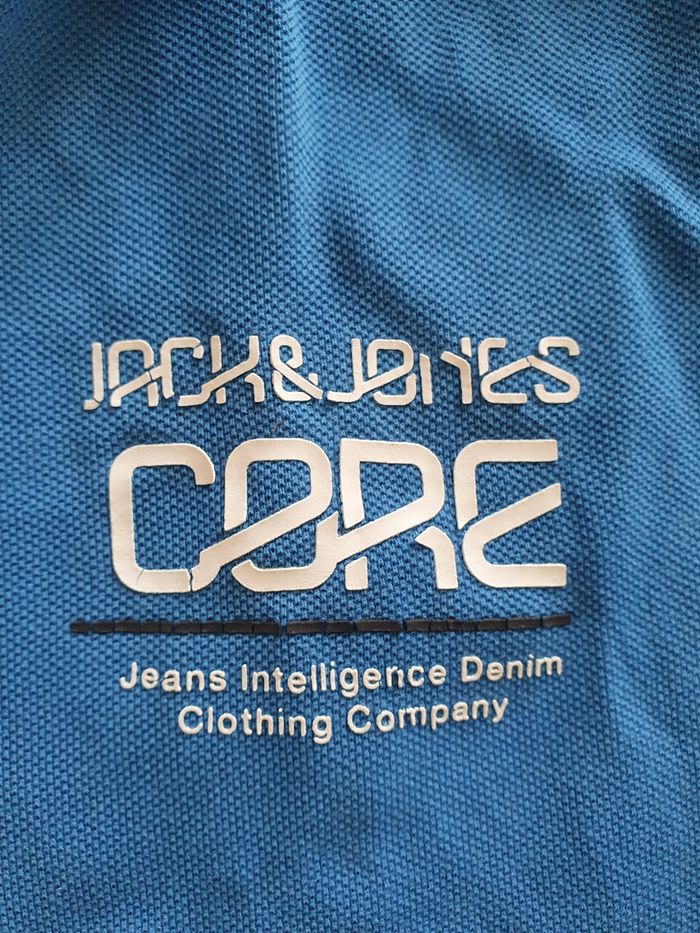 JACK&JONES
CORE
Jeans Intelligence Denim
Clothing Company